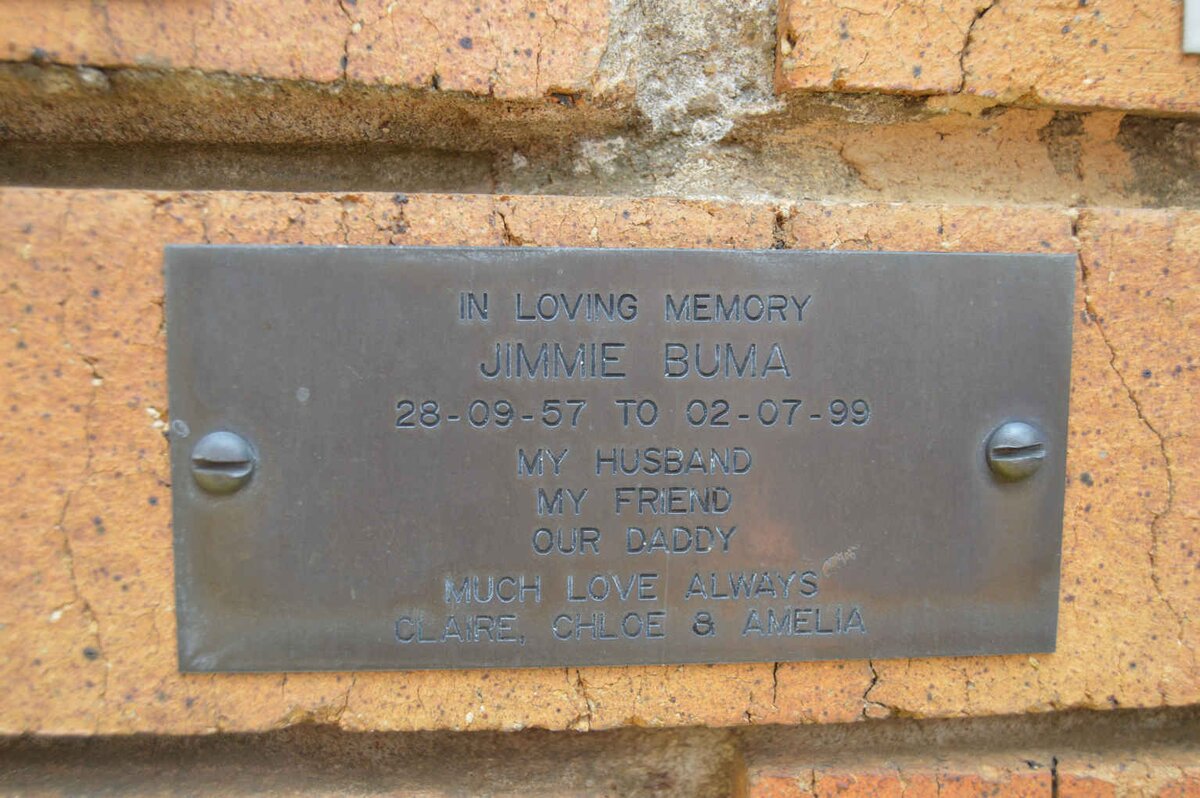 IN LOVING MEMORY
JIMMIE BUMA
28-09-57 TO 02-07-99
MY HUSBAND
MY FRIEND
OUR DADDY
MUCH LOVE ALWAYS
CLAIRE, CHLOE & AMELIA